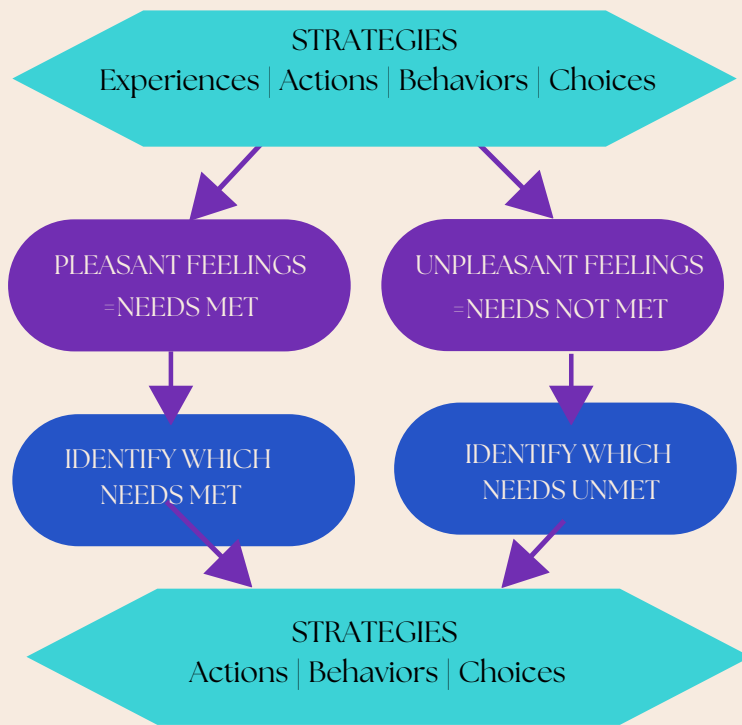 STRATEGIES
Experiences | Actions | Behaviors | Choices
PLEASANT FEELINGS
=NEEDS MET
UNPLEASANT FEELINGS
=NEEDS NOT MET
IDENTIFY WHICH
NEEDS MET
IDENTIFY WHICH
NEEDS UNMET
STRATEGIES
Actions | Behaviors | Choices